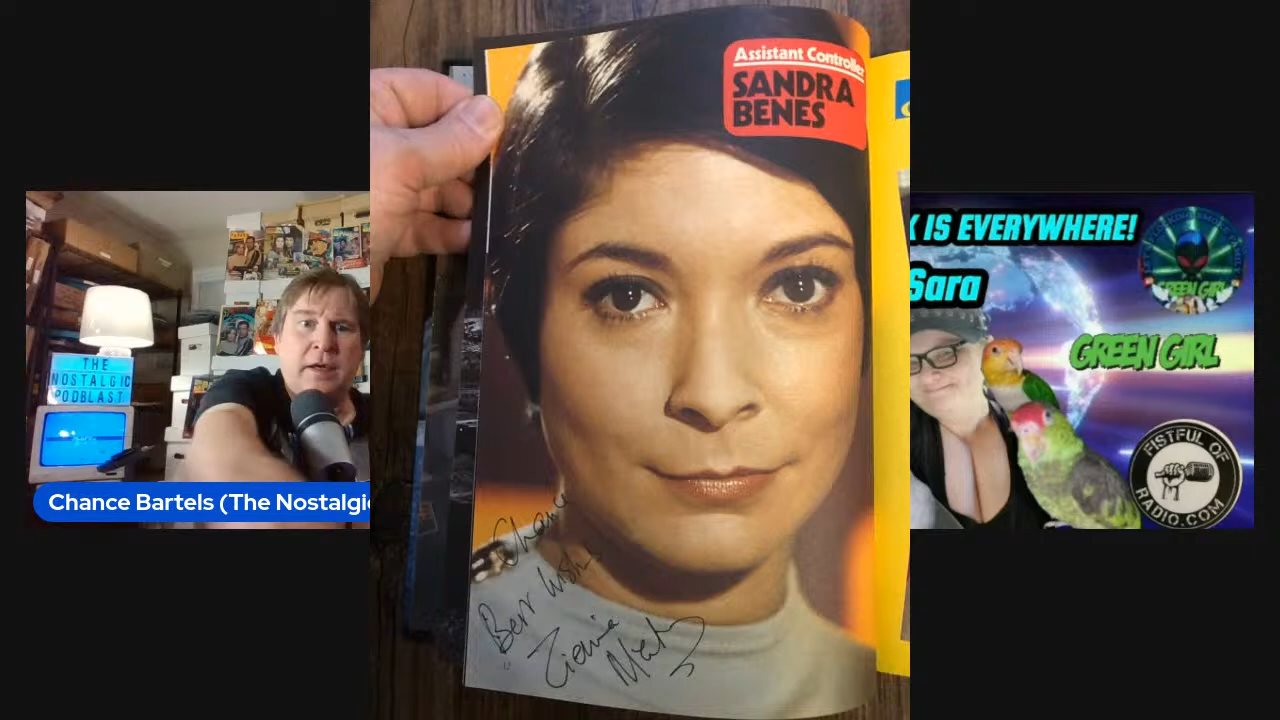 Assistant Controller
SANDRA
BENES
THE
NOSTALGIC
PODBLAST
Chance Bartels (The Nostalgic
Chance
Best Wishes
Zienia
Merton
K IS EVERYWHERE!
Sara
GREEN GIRL
GREEN GIRL
FISTFUL OF
RADIO.COM